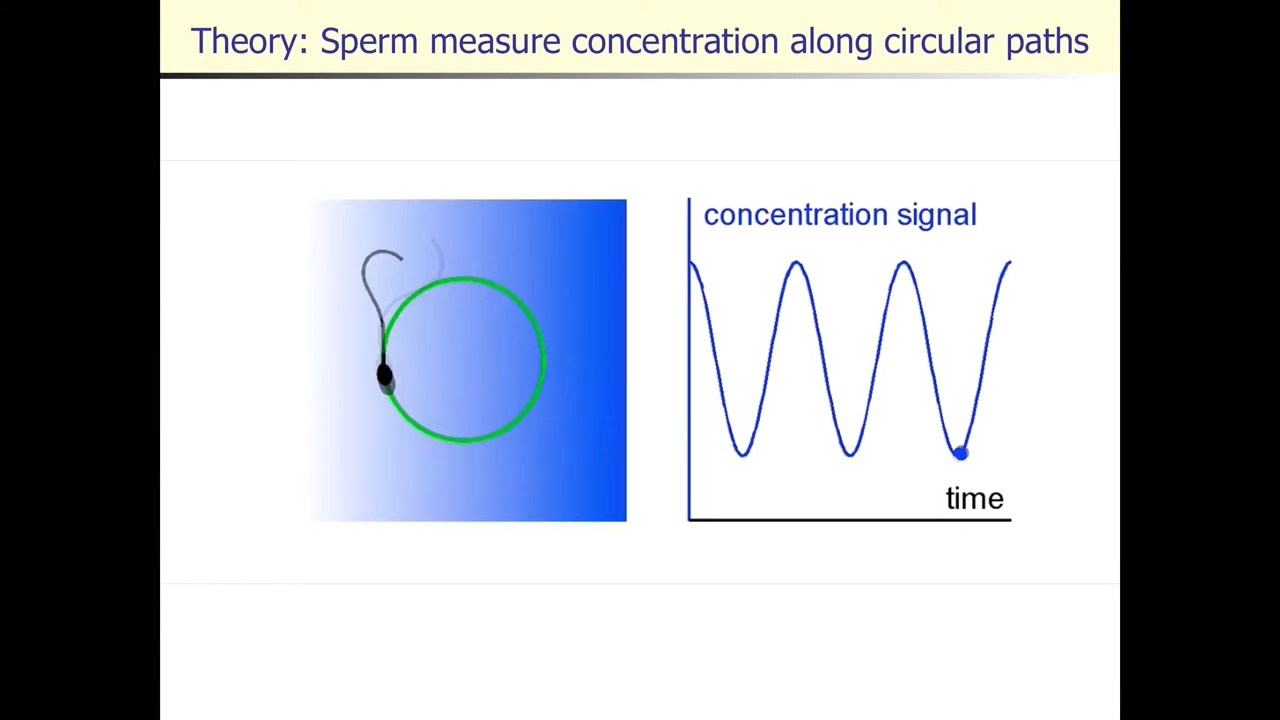 Theory: Sperm measure concentration along circular paths
concentration signal
time